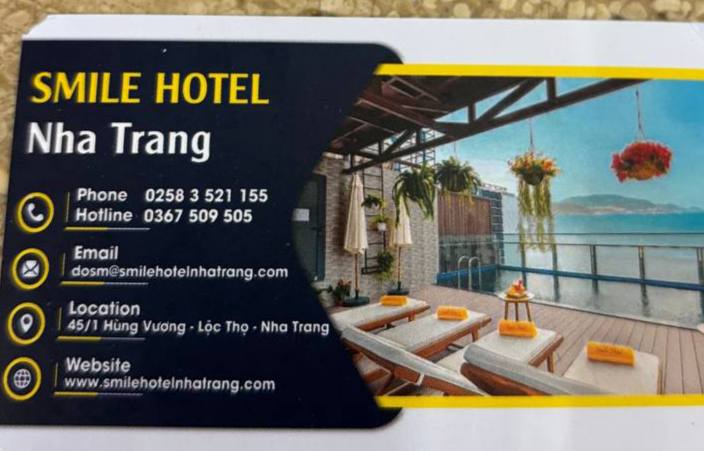 SMILE HOTEL
Nha Trang
Phone 0258 3 521 155
Hotline 0367 509 505
Email
dosm@smilehotelnhatrang.com
Location
45/1 Hùng Vương - Lộc Thọ - Nha Trang
Website
www.smilehotelnhatrang.com